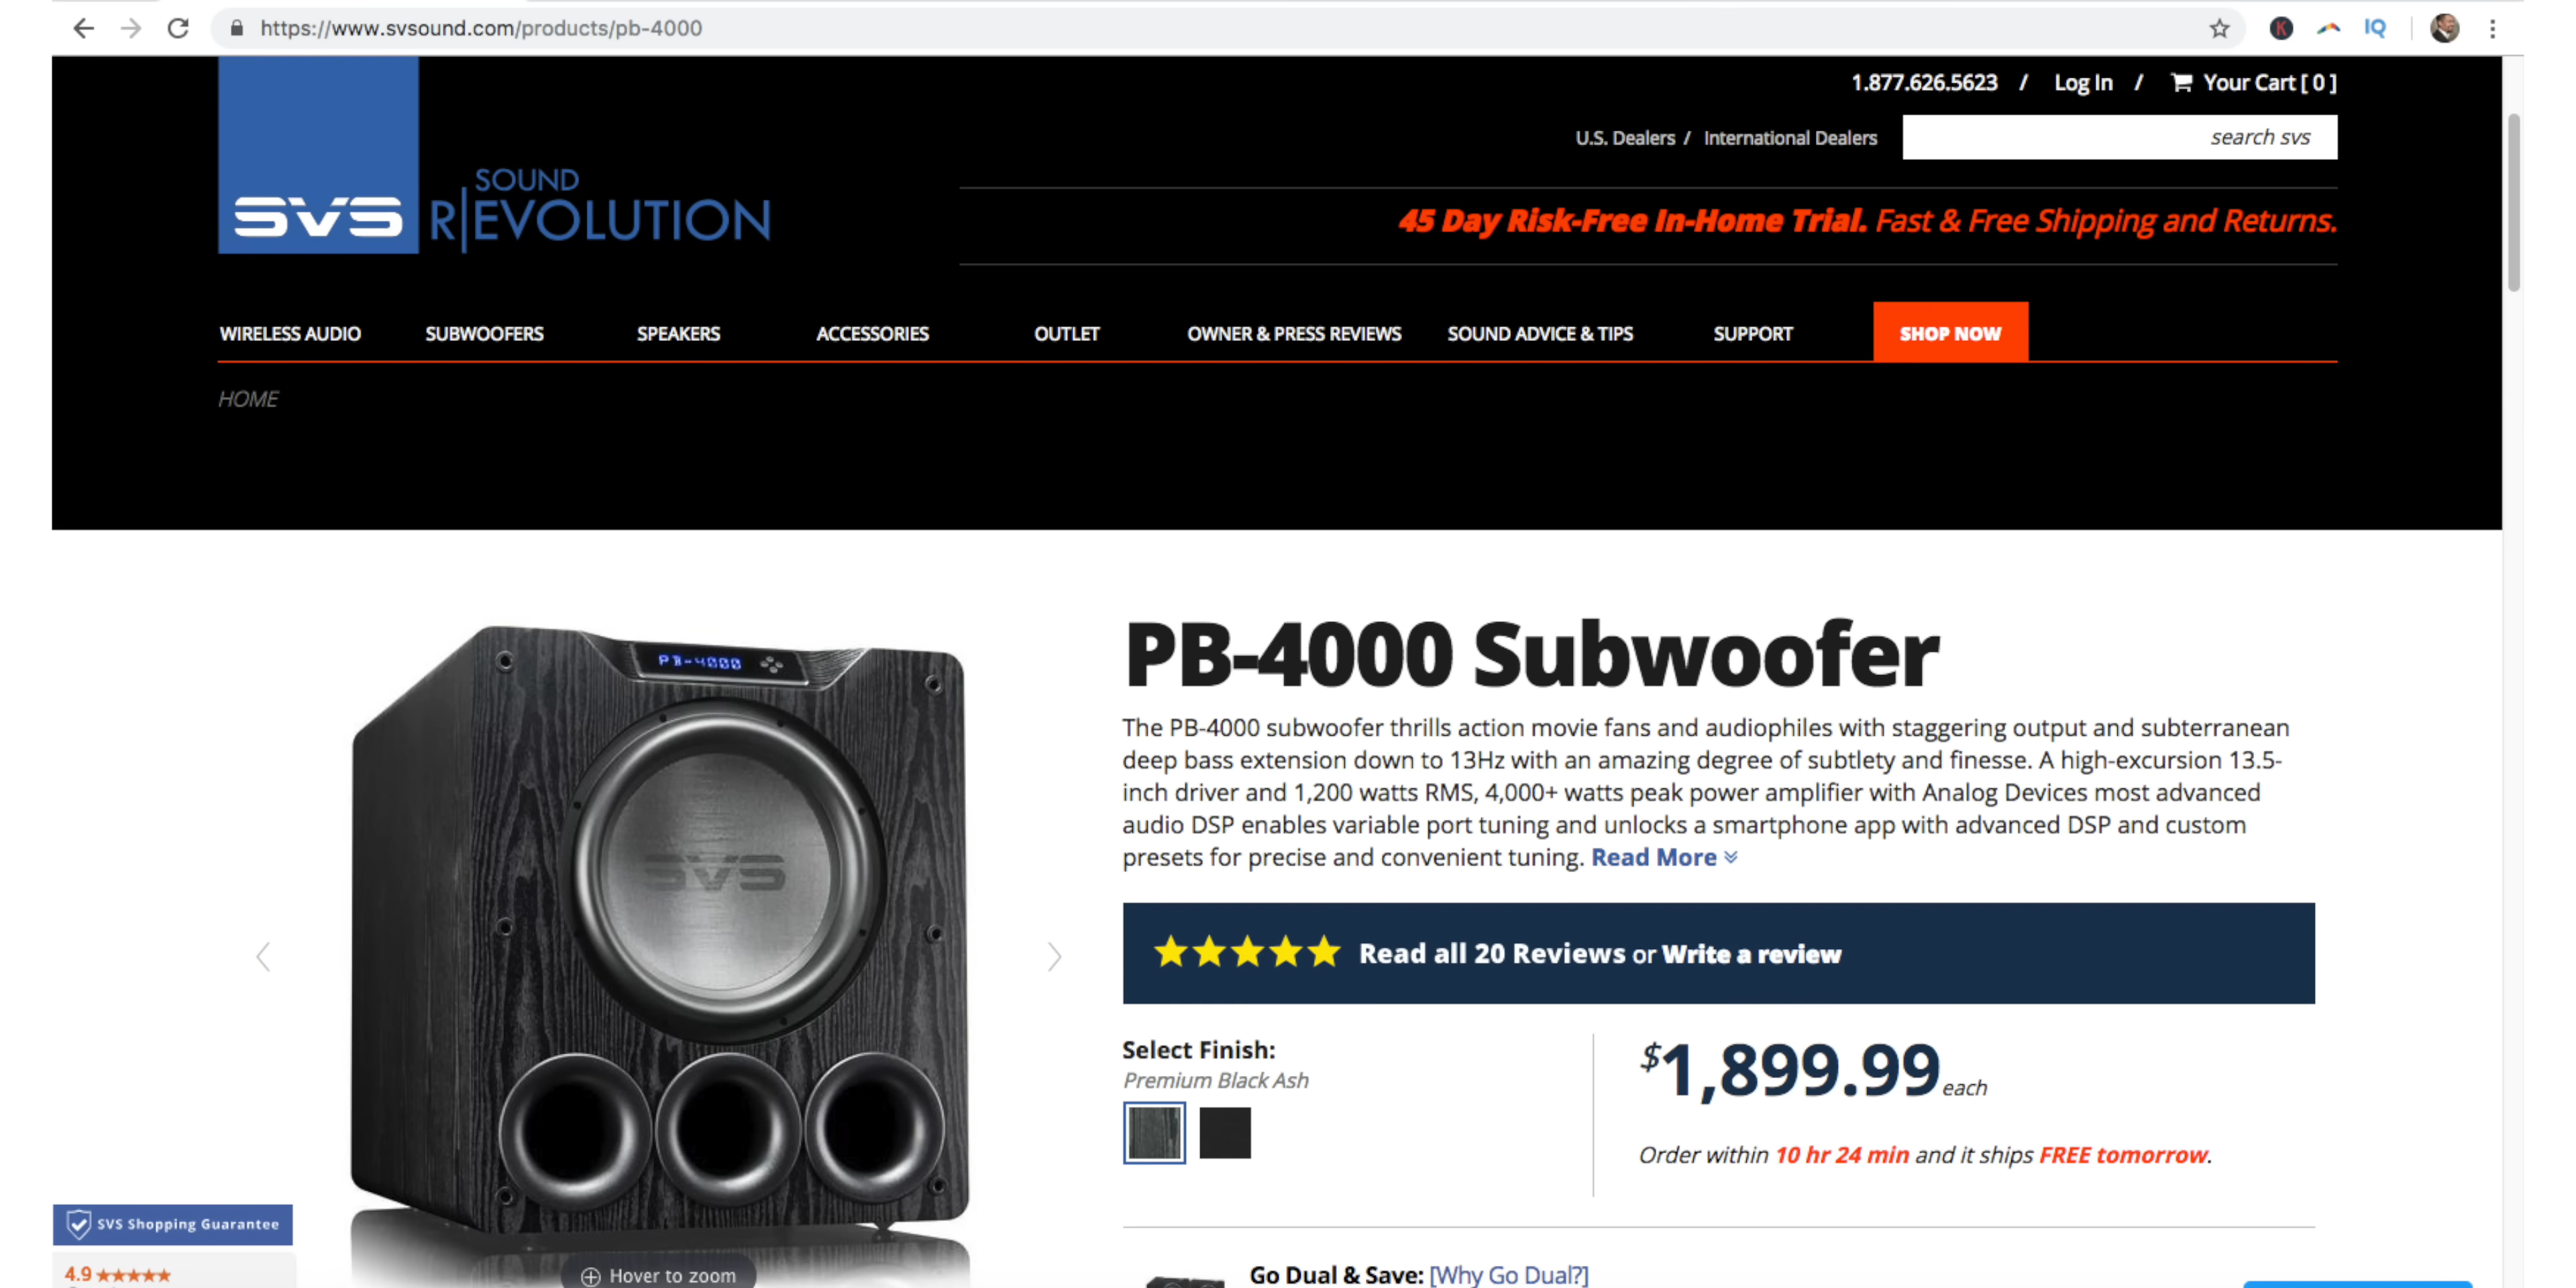 https://www.svsound.com/products/pb-4000
K
IQ
1.877.626.5623 / Log In / Your Cart [ 0 ]
U.S. Dealers / International Dealers
search svs
SVS
SOUND
R|EVOLUTION
45 Day Risk-Free In-Home Trial. Fast & Free Shipping and Returns.
WIRELESS AUDIO SUBWOOFERS SPEAKERS ACCESSORIES OUTLET OWNER & PRESS REVIEWS SOUND ADVICE & TIPS SUPPORT SHOP NOW
HOME
PB-4000
SVS
PB-4000 Subwoofer
The PB-4000 subwoofer thrills action movie fans and audiophiles with staggering output and subterranean
deep bass extension down to 13Hz with an amazing degree of subtlety and finesse. A high-excursion 13.5-
inch driver and 1,200 watts RMS, 4,000+ watts peak power amplifier with Analog Devices most advanced
audio DSP enables variable port tuning and unlocks a smartphone app with advanced DSP and custom
presets for precise and convenient tuning. Read More
Read all 20 Reviews or Write a review
Select Finish:
Premium Black Ash
$1,899.99 each
Order within 10 hr 24 min and it ships FREE tomorrow.
SVS Shopping Guarantee
4.9
Hover to zoom
Go Dual & Save: [Why Go Dual?]